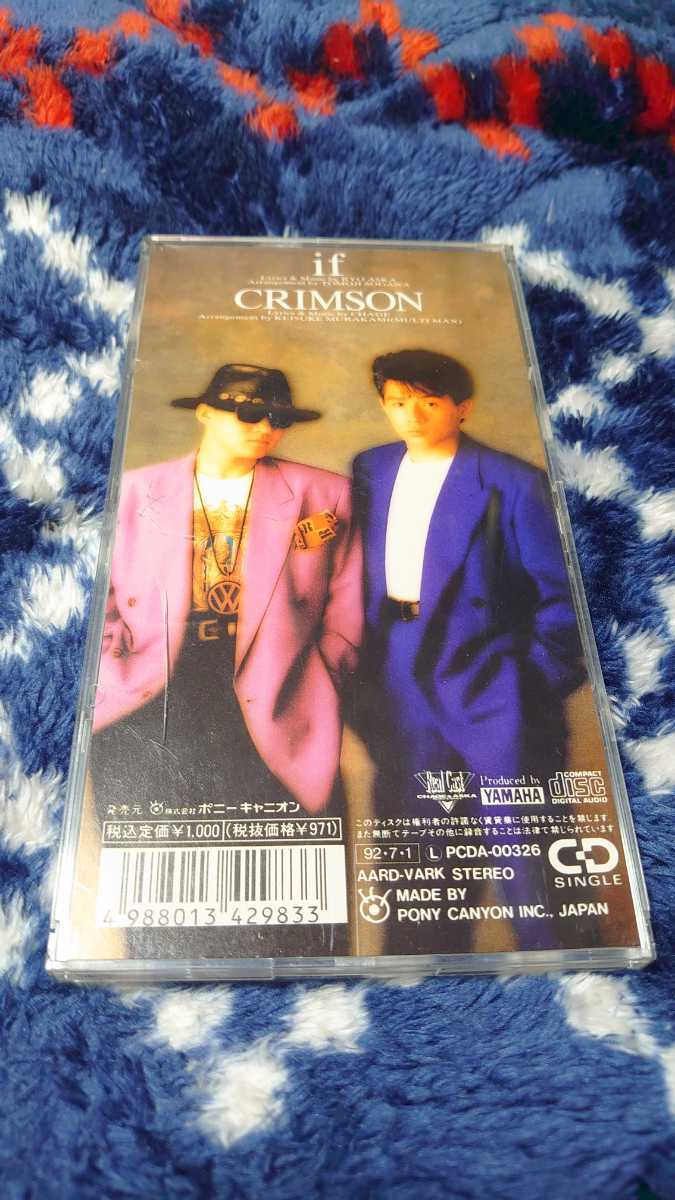 if
Lyrics & Music by RYO ASKA
Arrangement by TOMOJI SOGAWA
CRIMSON
Lyrics & Music by CHAGE
Arrangement by KEISUKE MURAKAMI (MULTI MAX)
VW
Real Cast
CHAGE&ASKA
Produced by
YAMAHA
COMPACT
disc
DIGITAL AUDIO
発売元 株式会社 ポニーキャニオン
税込定価¥1,000 (税抜価格¥971)
このディスクは権利者の許諾なく賃貸業に使用することを禁じます
また無断でテープその他に録音することは法律で禁じられています
92・7・1 Ⓛ PCDA-00326
AARD-VARK STEREO
MADE BY
PONY CANYON INC., JAPAN
CD
SINGLE
4 988013 429833